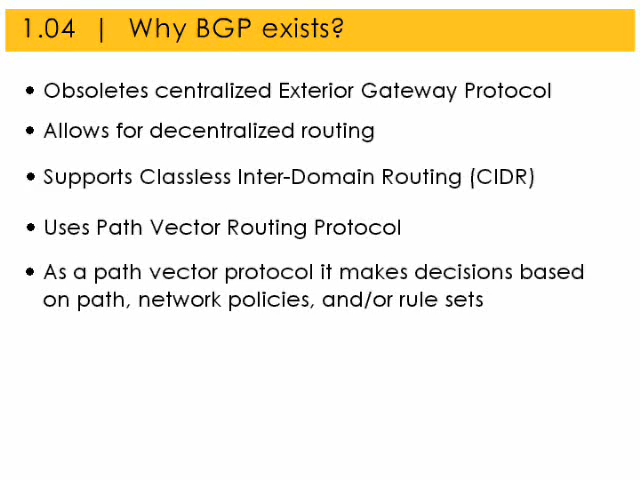 1.04 | Why BGP exists?
• Obsoletes centralized Exterior Gateway Protocol
• Allows for decentralized routing
• Supports Classless Inter-Domain Routing (CIDR)
• Uses Path Vector Routing Protocol
• As a path vector protocol it makes decisions based
on path, network policies, and/or rule sets